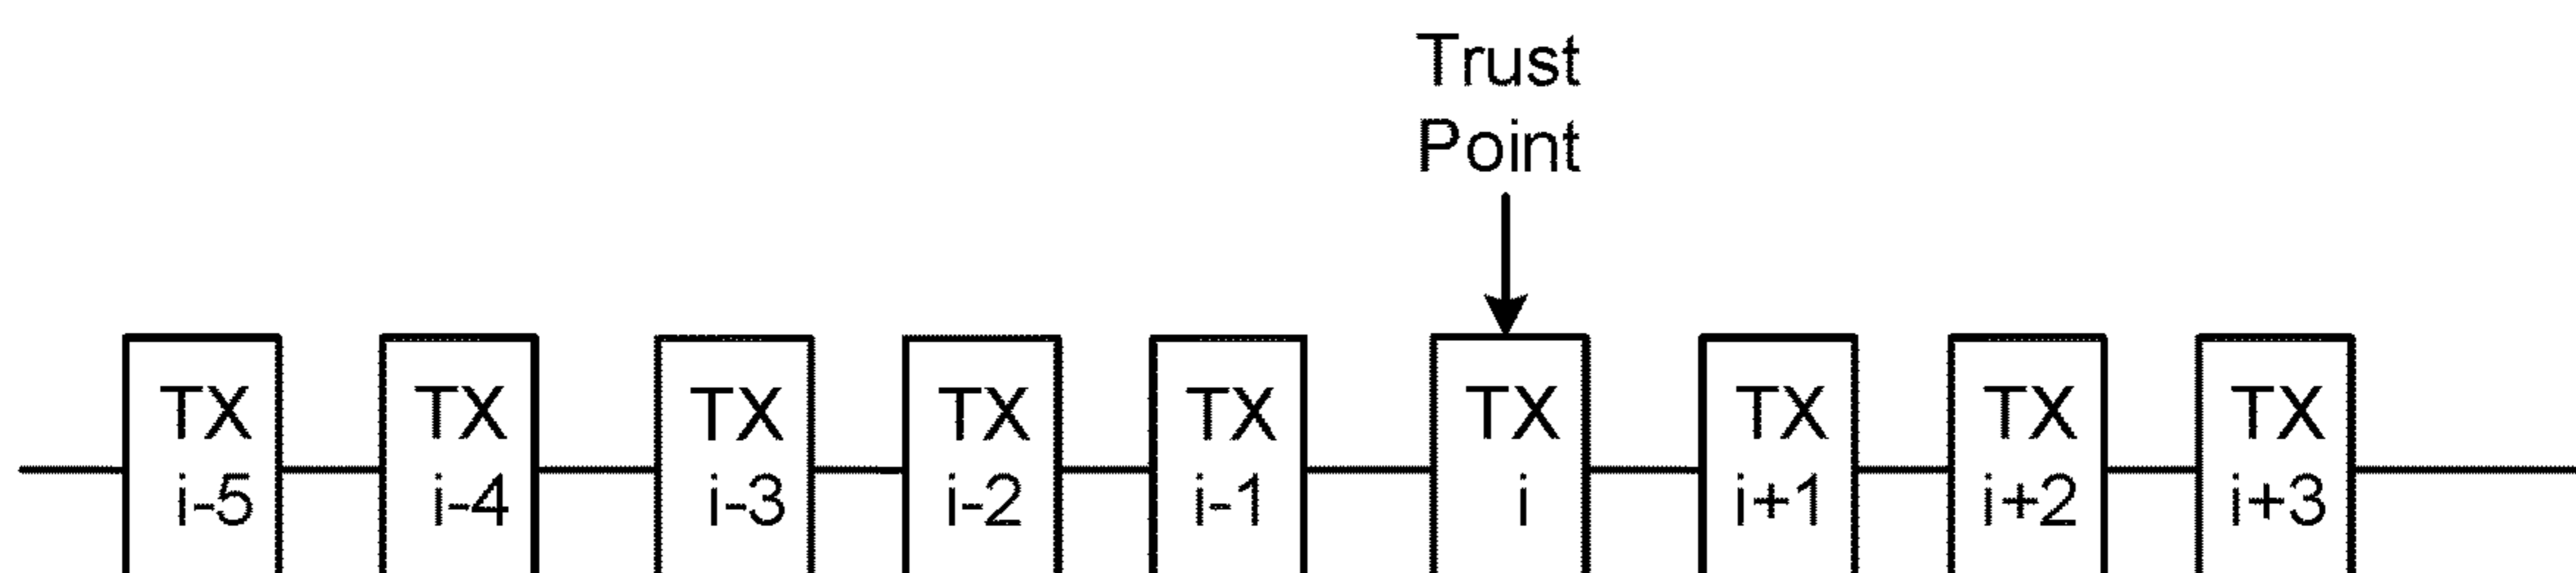 Trust
Point
TX TX TX TX TX TX TX TX TX
i-5 i-4 i-3 i-2 i-1 i i+1 i+2 i+3